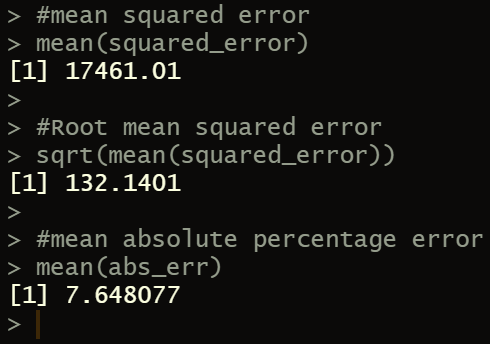 > #mean squared error
> mean(squared_error)
[1] 17461.01
>
> #Root mean squared error
> sqrt(mean(squared_error))
[1] 132.1401
>
> #mean absolute percentage error
> mean(abs_err)
[1] 7.648077
>